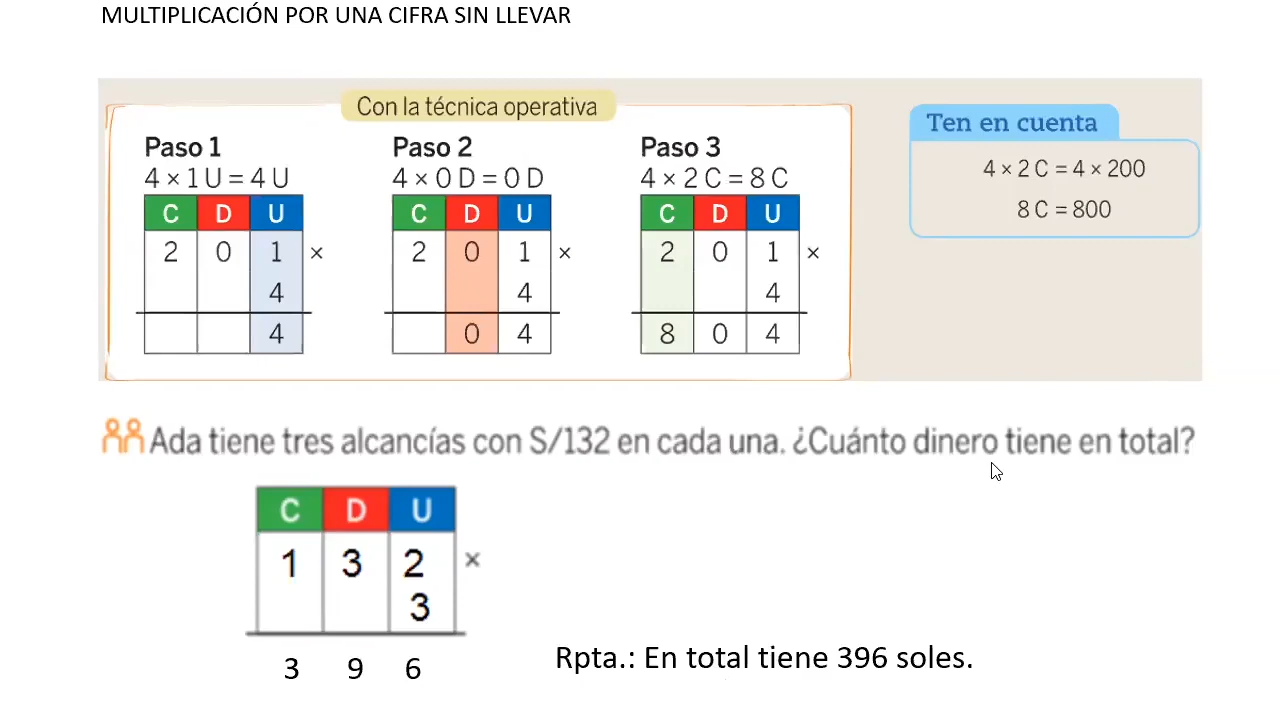 MULTIPLICACIÓN POR UNA CIFRA SIN LLEVAR
Con la técnica operativa
Paso 1
4 × 1 U = 4 U
C D U
2 0 1 ×
4
4
Paso 2
4 × 0 D = 0 D
C D U
2 0 1 ×
4
0 4
Paso 3
4 × 2 C = 8 C
C D U
2 0 1 ×
4
8 0 4
Ten en cuenta
4 × 2 C = 4 × 200
8 C = 800
Ada tiene tres alcancías con S/132 en cada una. ¿Cuánto dinero tiene en total?
C D U
1 3 2 ×
3
3 9 6
Rpta.: En total tiene 396 soles.